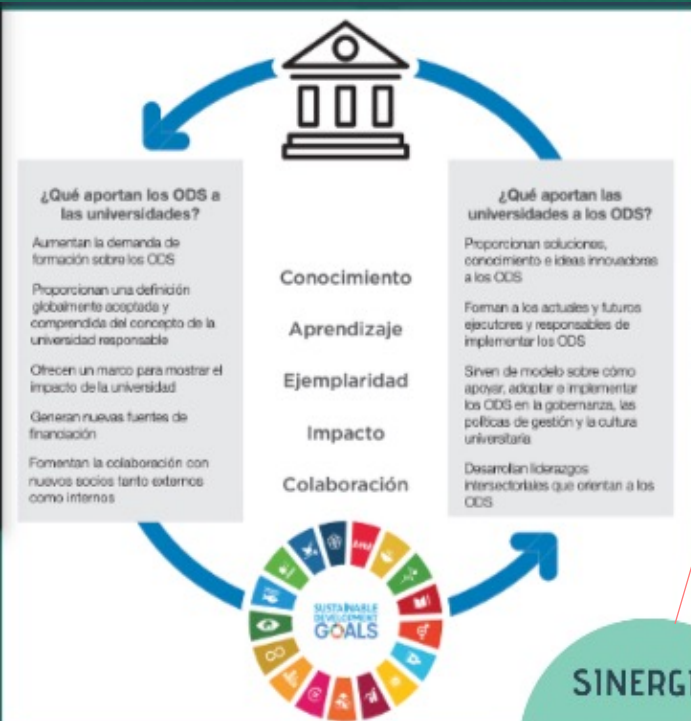 ¿Qué aportan los ODS a
las universidades?
Aumentan la demanda de
formación sobre los ODS
Proporcionan una definición
globalmente aceptada y
comprendida del concepto de la
universidad responsable
Ofrecen un marco para mostrar el
impacto de la universidad
Generan nuevas fuentes de
financiación
Fomentan la colaboración con
nuevos socios tanto externos
como internos
Conocimiento
Aprendizaje
Ejemplaridad
Impacto
Colaboración
¿Qué aportan las
universidades a los ODS?
Proporcionan soluciones,
conocimiento e ideas innovadoras
a los ODS
Forman a los actuales y futuros
ejecutores y responsables de
implementar los ODS
Sirven de modelo sobre cómo
apoyar, adoptar e implementar
los ODS en la gobernanza, las
políticas de gestión y la cultura
universitaria
Desarrollan liderazgos
intersectoriales que orientan a los
ODS
SUSTAINABLE
DEVELOPMENT
GOALS
SINERGI